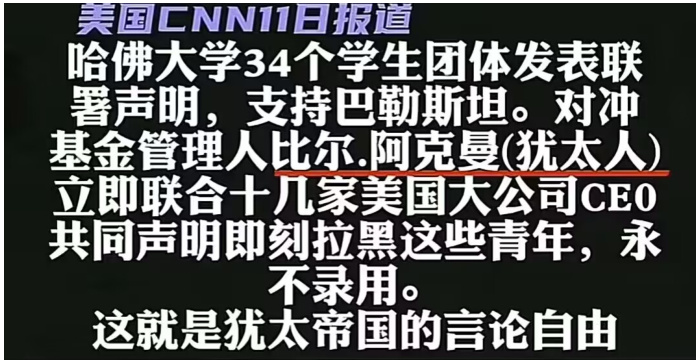 美国CNN11日报道
哈佛大学34个学生团体发表联
署声明，支持巴勒斯坦。对冲
基金管理人比尔.阿克曼(犹太人)
立即联合十几家美国大公司CEO
共同声明即刻拉黑这些青年，永
不录用。
这就是犹太帝国的言论自由